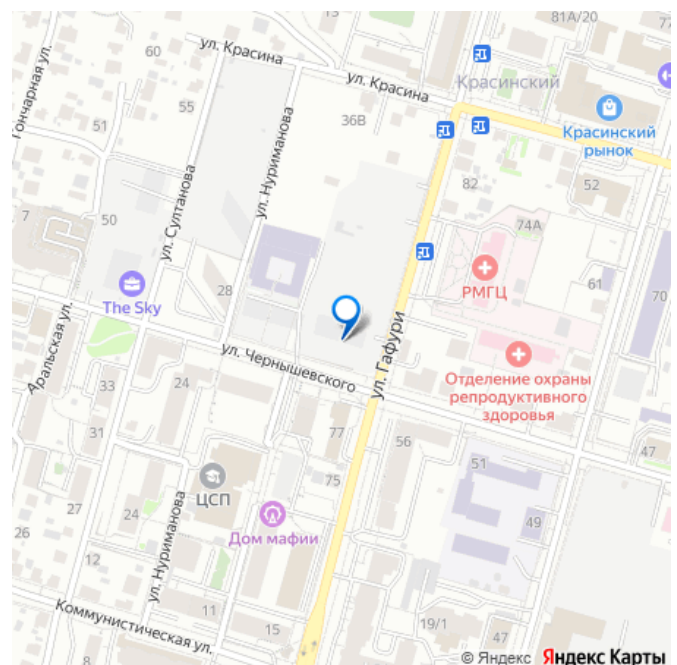 81А/20
77
60
ул. Красина
ул. Красина
Красинский
Гончарная ул.
55
Красинский
рынок
36В
51
82
52
ул. Султанова
ул. Нуриманова
7
50
74А
РМГЦ
28
61
70
The Sky
Аральская ул.
ул. Чернышевского
ул. Гафури
Отделение охраны
репродуктивного
здоровья
33
24
31
77
56
51
47
ЦСП
75
27
24
26
ул. Нуриманова
Дом мафии
49
12
11
15
Коммунистическая ул.
19/1
47
8
© Яндекс Яндекс Карты